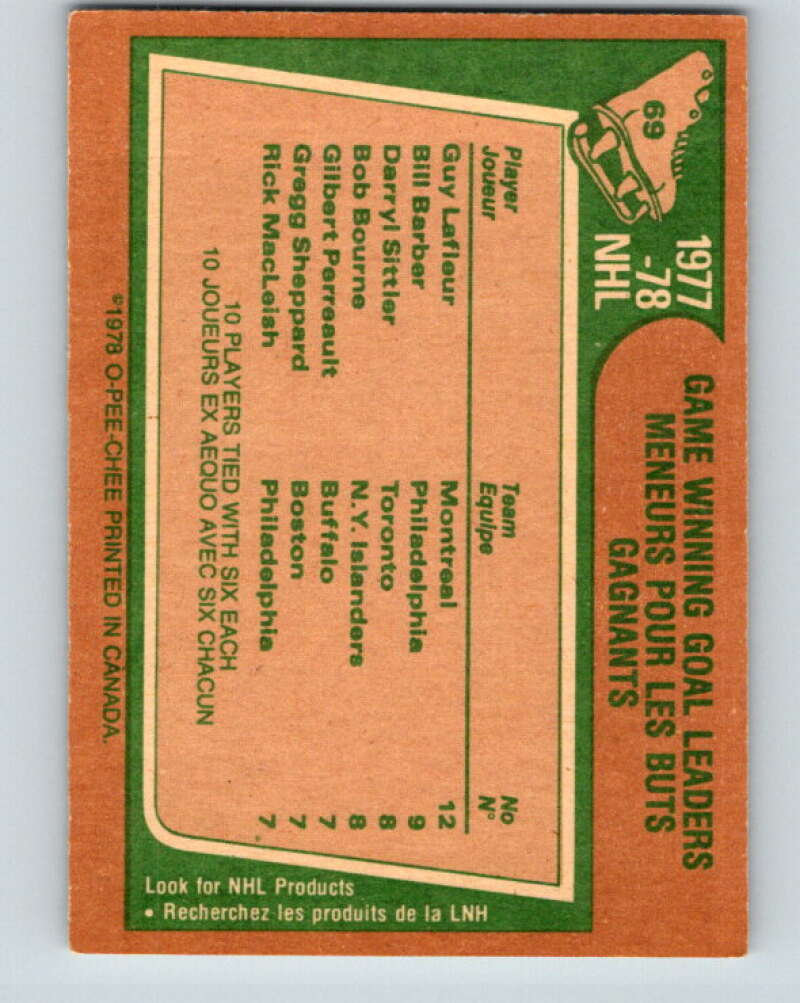 69
1977
-78
NHL
GAME WINNING GOAL LEADERS
MENEURS POUR LES BUTS
GAGNANTS
Player Team No
Joueur Equipe N°
Guy Lafleur Montreal 12
Bill Barber Philadelphia 9
Darryl Sittler Toronto 8
Bob Bourne N.Y. Islanders 8
Gilbert Perreault Buffalo 7
Gregg Sheppard Boston 7
Rick MacLeish Philadelphia 7
10 PLAYERS TIED WITH SIX EACH
10 JOUEURS EX AEQUO AVEC SIX CHACUN
©1978 O-PEE-CHEE PRINTED IN CANADA.
Look for NHL Products
• Recherchez les produits de la LNH